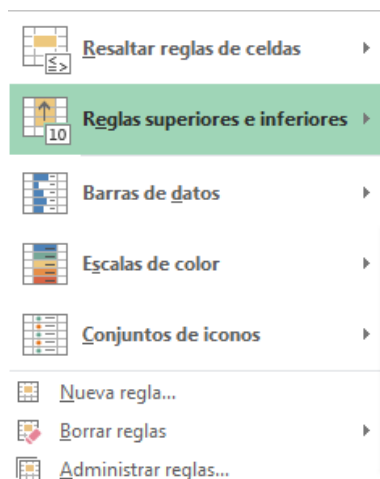 Resaltar reglas de celdas
≤>
Reglas superiores e inferiores
10
Barras de datos
Escalas de color
Conjuntos de iconos
Nueva regla...
Borrar reglas
Administrar reglas...